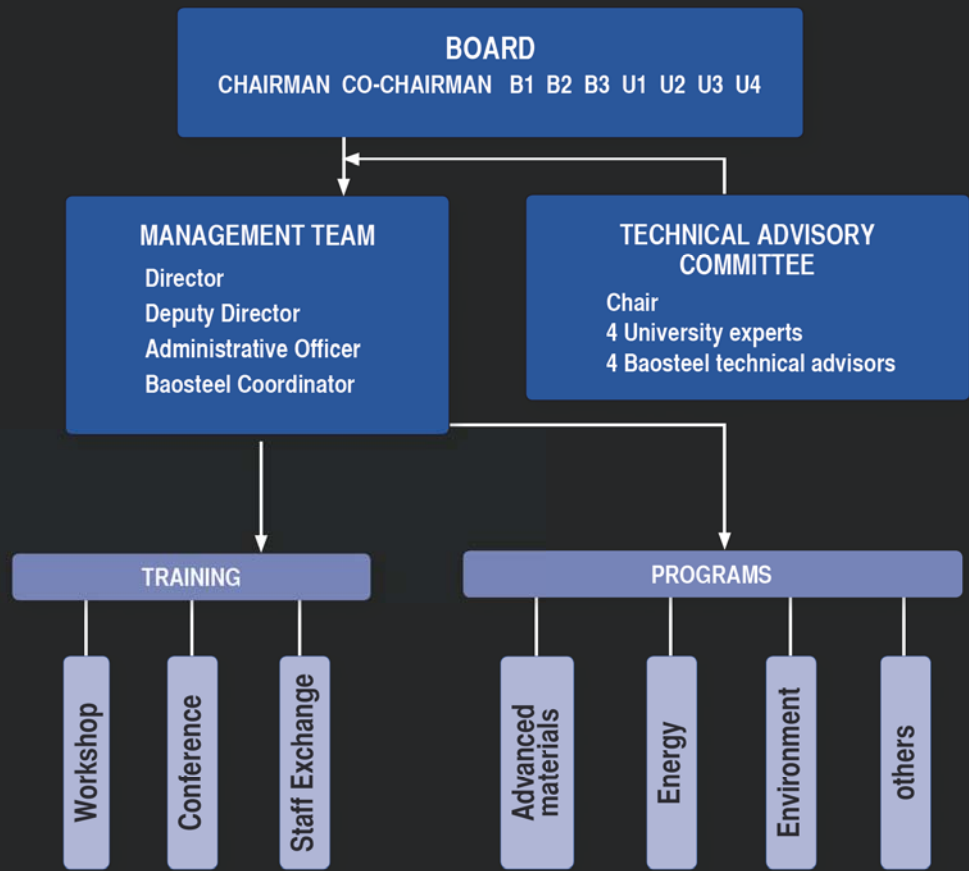 BOARD
CHAIRMAN CO-CHAIRMAN B1 B2 B3 U1 U2 U3 U4
MANAGEMENT TEAM
Director
Deputy Director
Administrative Officer
Baosteel Coordinator
TECHNICAL ADVISORY
COMMITTEE
Chair
4 University experts
4 Baosteel technical advisors
TRAINING
Workshop
Conference
Staff Exchange
PROGRAMS
Advanced
materials
Energy
Environment
others